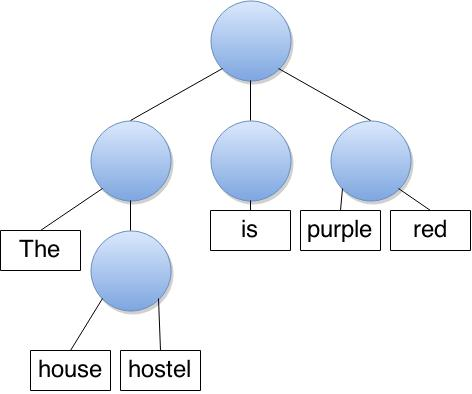 The
is
purple
red
house
hostel